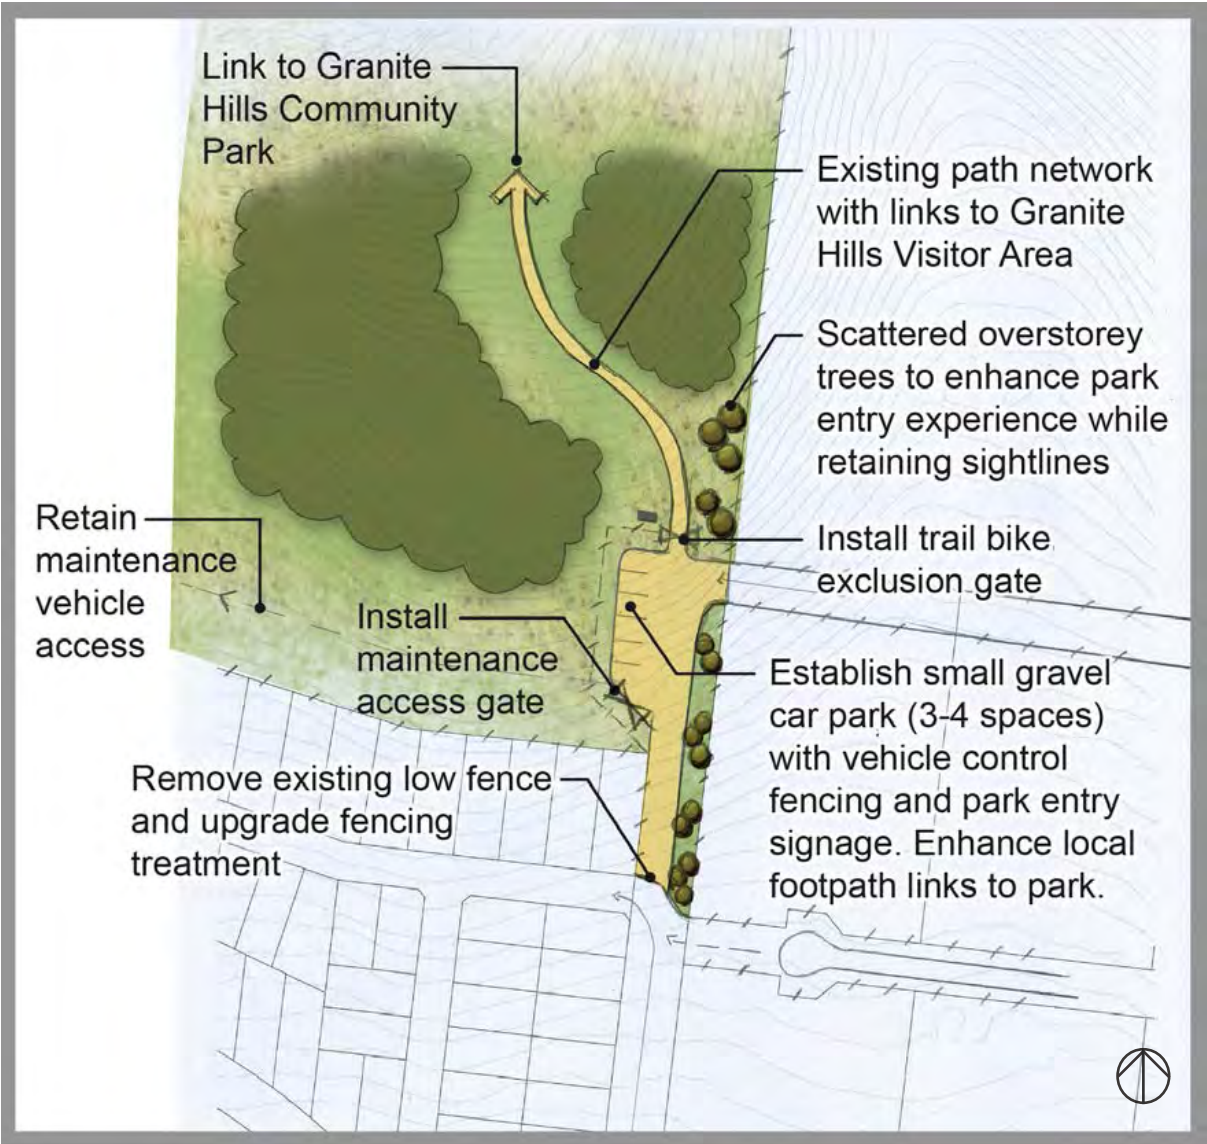 Link to Granite
Hills Community
Park
Existing path network
with links to Granite
Hills Visitor Area
Scattered overstorey
trees to enhance park
entry experience while
retaining sightlines
Retain
maintenance
vehicle
access
Install trail bike
exclusion gate
Install
maintenance
access gate
Establish small gravel
car park (3-4 spaces)
with vehicle control
fencing and park entry
signage. Enhance local
footpath links to park.
Remove existing low fence
and upgrade fencing
treatment